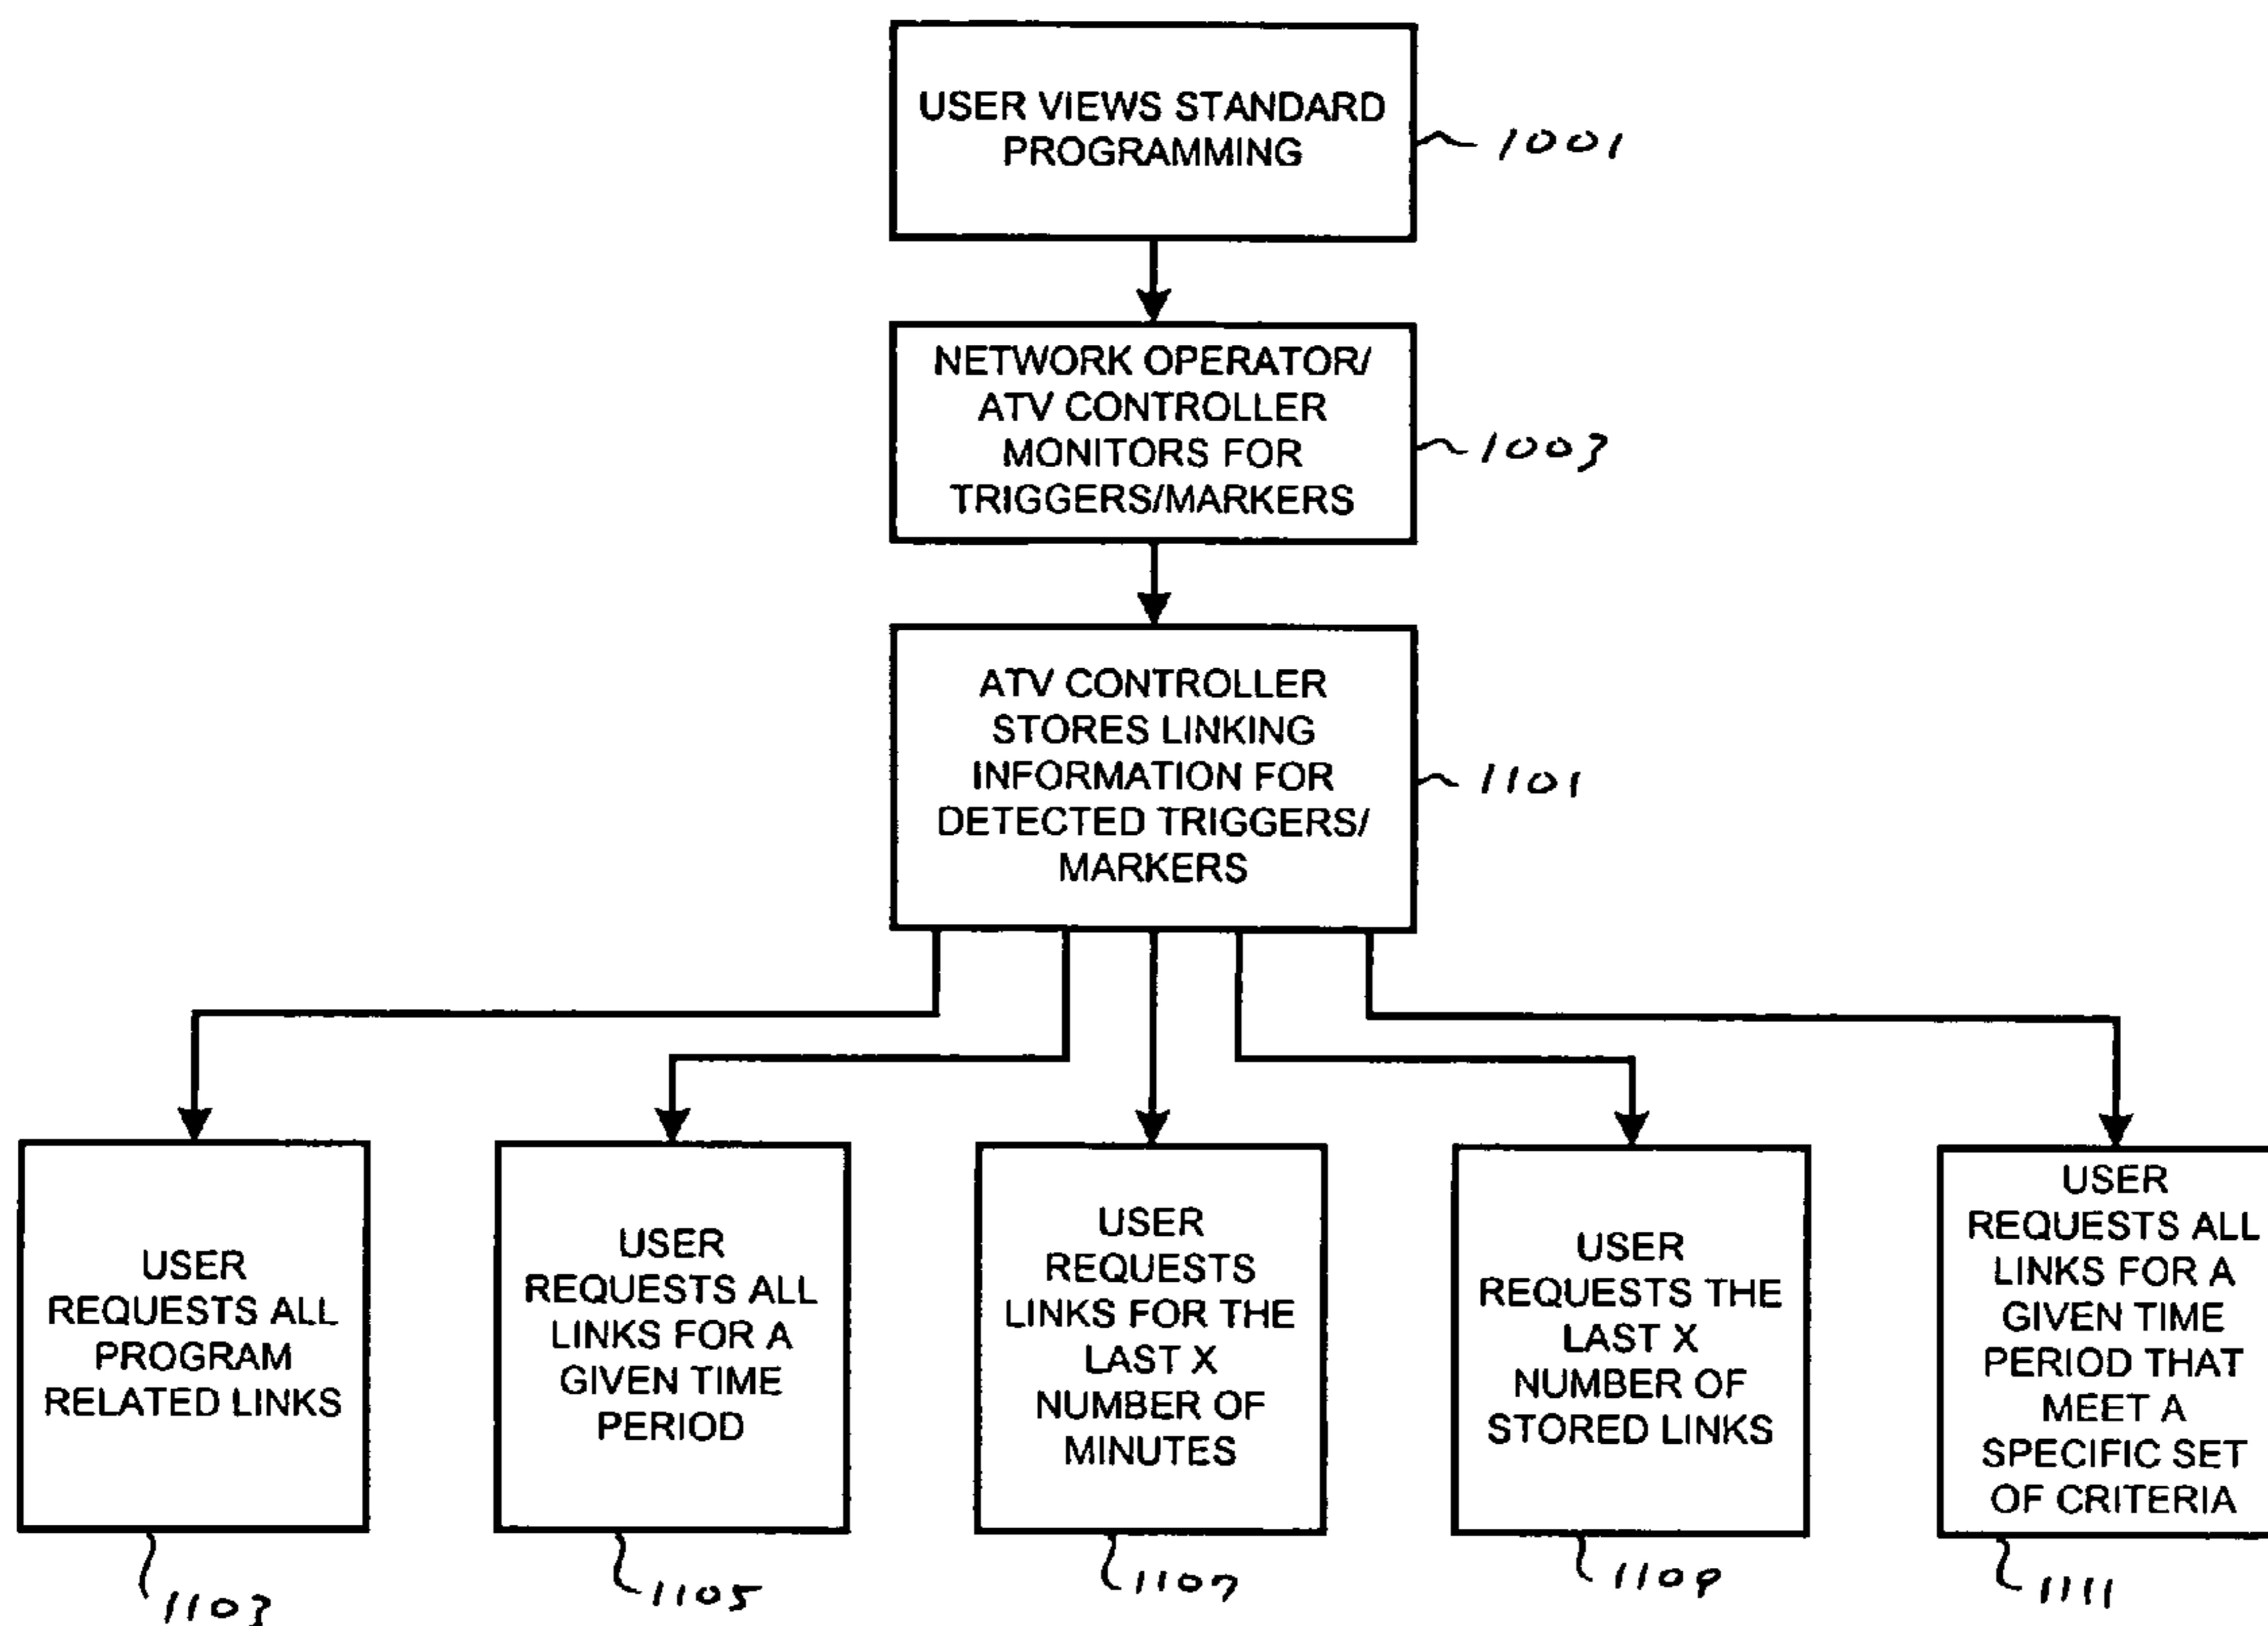 USER VIEWS STANDARD
PROGRAMMING
1001
NETWORK OPERATOR/
ATV CONTROLLER
MONITORS FOR
TRIGGERS/MARKERS
1003
ATV CONTROLLER
STORES LINKING
INFORMATION FOR
DETECTED TRIGGERS/
MARKERS
1101
USER
REQUESTS ALL
PROGRAM
RELATED LINKS
1103
USER
REQUESTS ALL
LINKS FOR A
GIVEN TIME
PERIOD
1105
USER
REQUESTS
LINKS FOR THE
LAST X
NUMBER OF
MINUTES
1107
USER
REQUESTS THE
LAST X
NUMBER OF
STORED LINKS
1109
USER
REQUESTS ALL
LINKS FOR A
GIVEN TIME
PERIOD THAT
MEET A
SPECIFIC SET
OF CRITERIA
1111